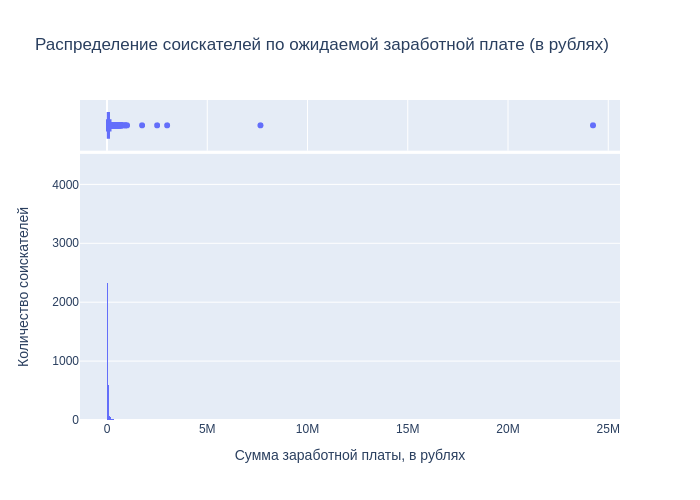 Распределение соискателей по ожидаемой заработной плате (в рублях)
4000
3000
2000
1000
0
Количество соискателей
0 5M 10M 15M 20M 25M
Сумма заработной платы, в рублях